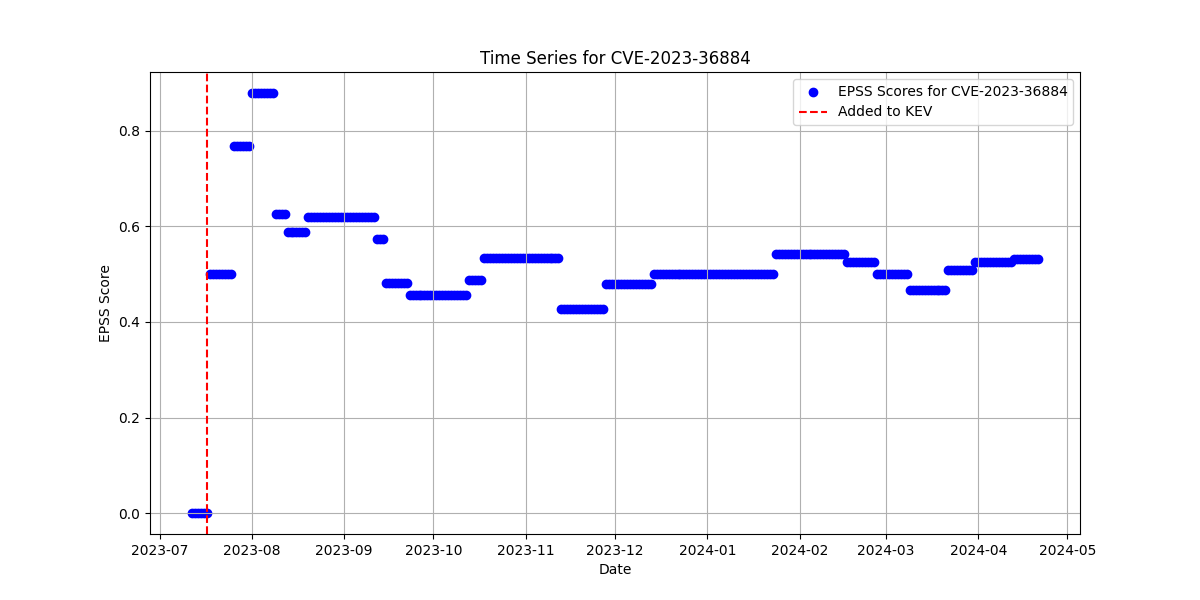 Time Series for CVE-2023-36884
EPSS Scores for CVE-2023-36884
Added to KEV
EPSS Score
0.8
0.6
0.4
0.2
0.0
2023-07 2023-08 2023-09 2023-10 2023-11 2023-12 2024-01 2024-02 2024-03 2024-04 2024-05
Date